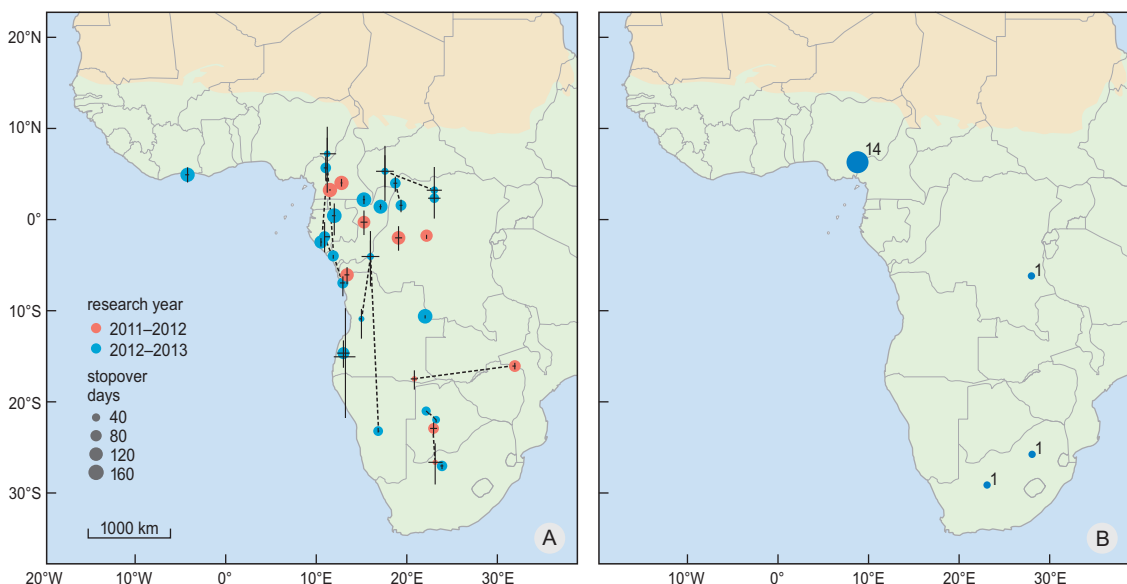 20°N
10°N
0°
10°S
20°S
30°S
research year
2011–2012
2012–2013
stopover
days
40
80
120
160
1000 km
A
20°W
10°W
0°
10°E
20°E
30°E
14
1
1
1
B
10°W
0°
10°E
20°E
30°E